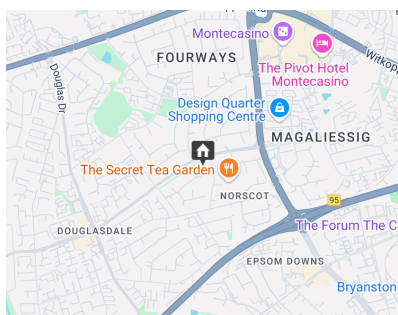 Montecasino
Witkop
FOURWAYS
The Pivot Hotel
Montecasino
Douglas Dr
Design Quarter
Shopping Centre
MAGALIESSIG
The Secret Tea Garden
NORSCOT
95
The Forum The C
DOUGLASDALE
EPSOM DOWNS
Bryanston